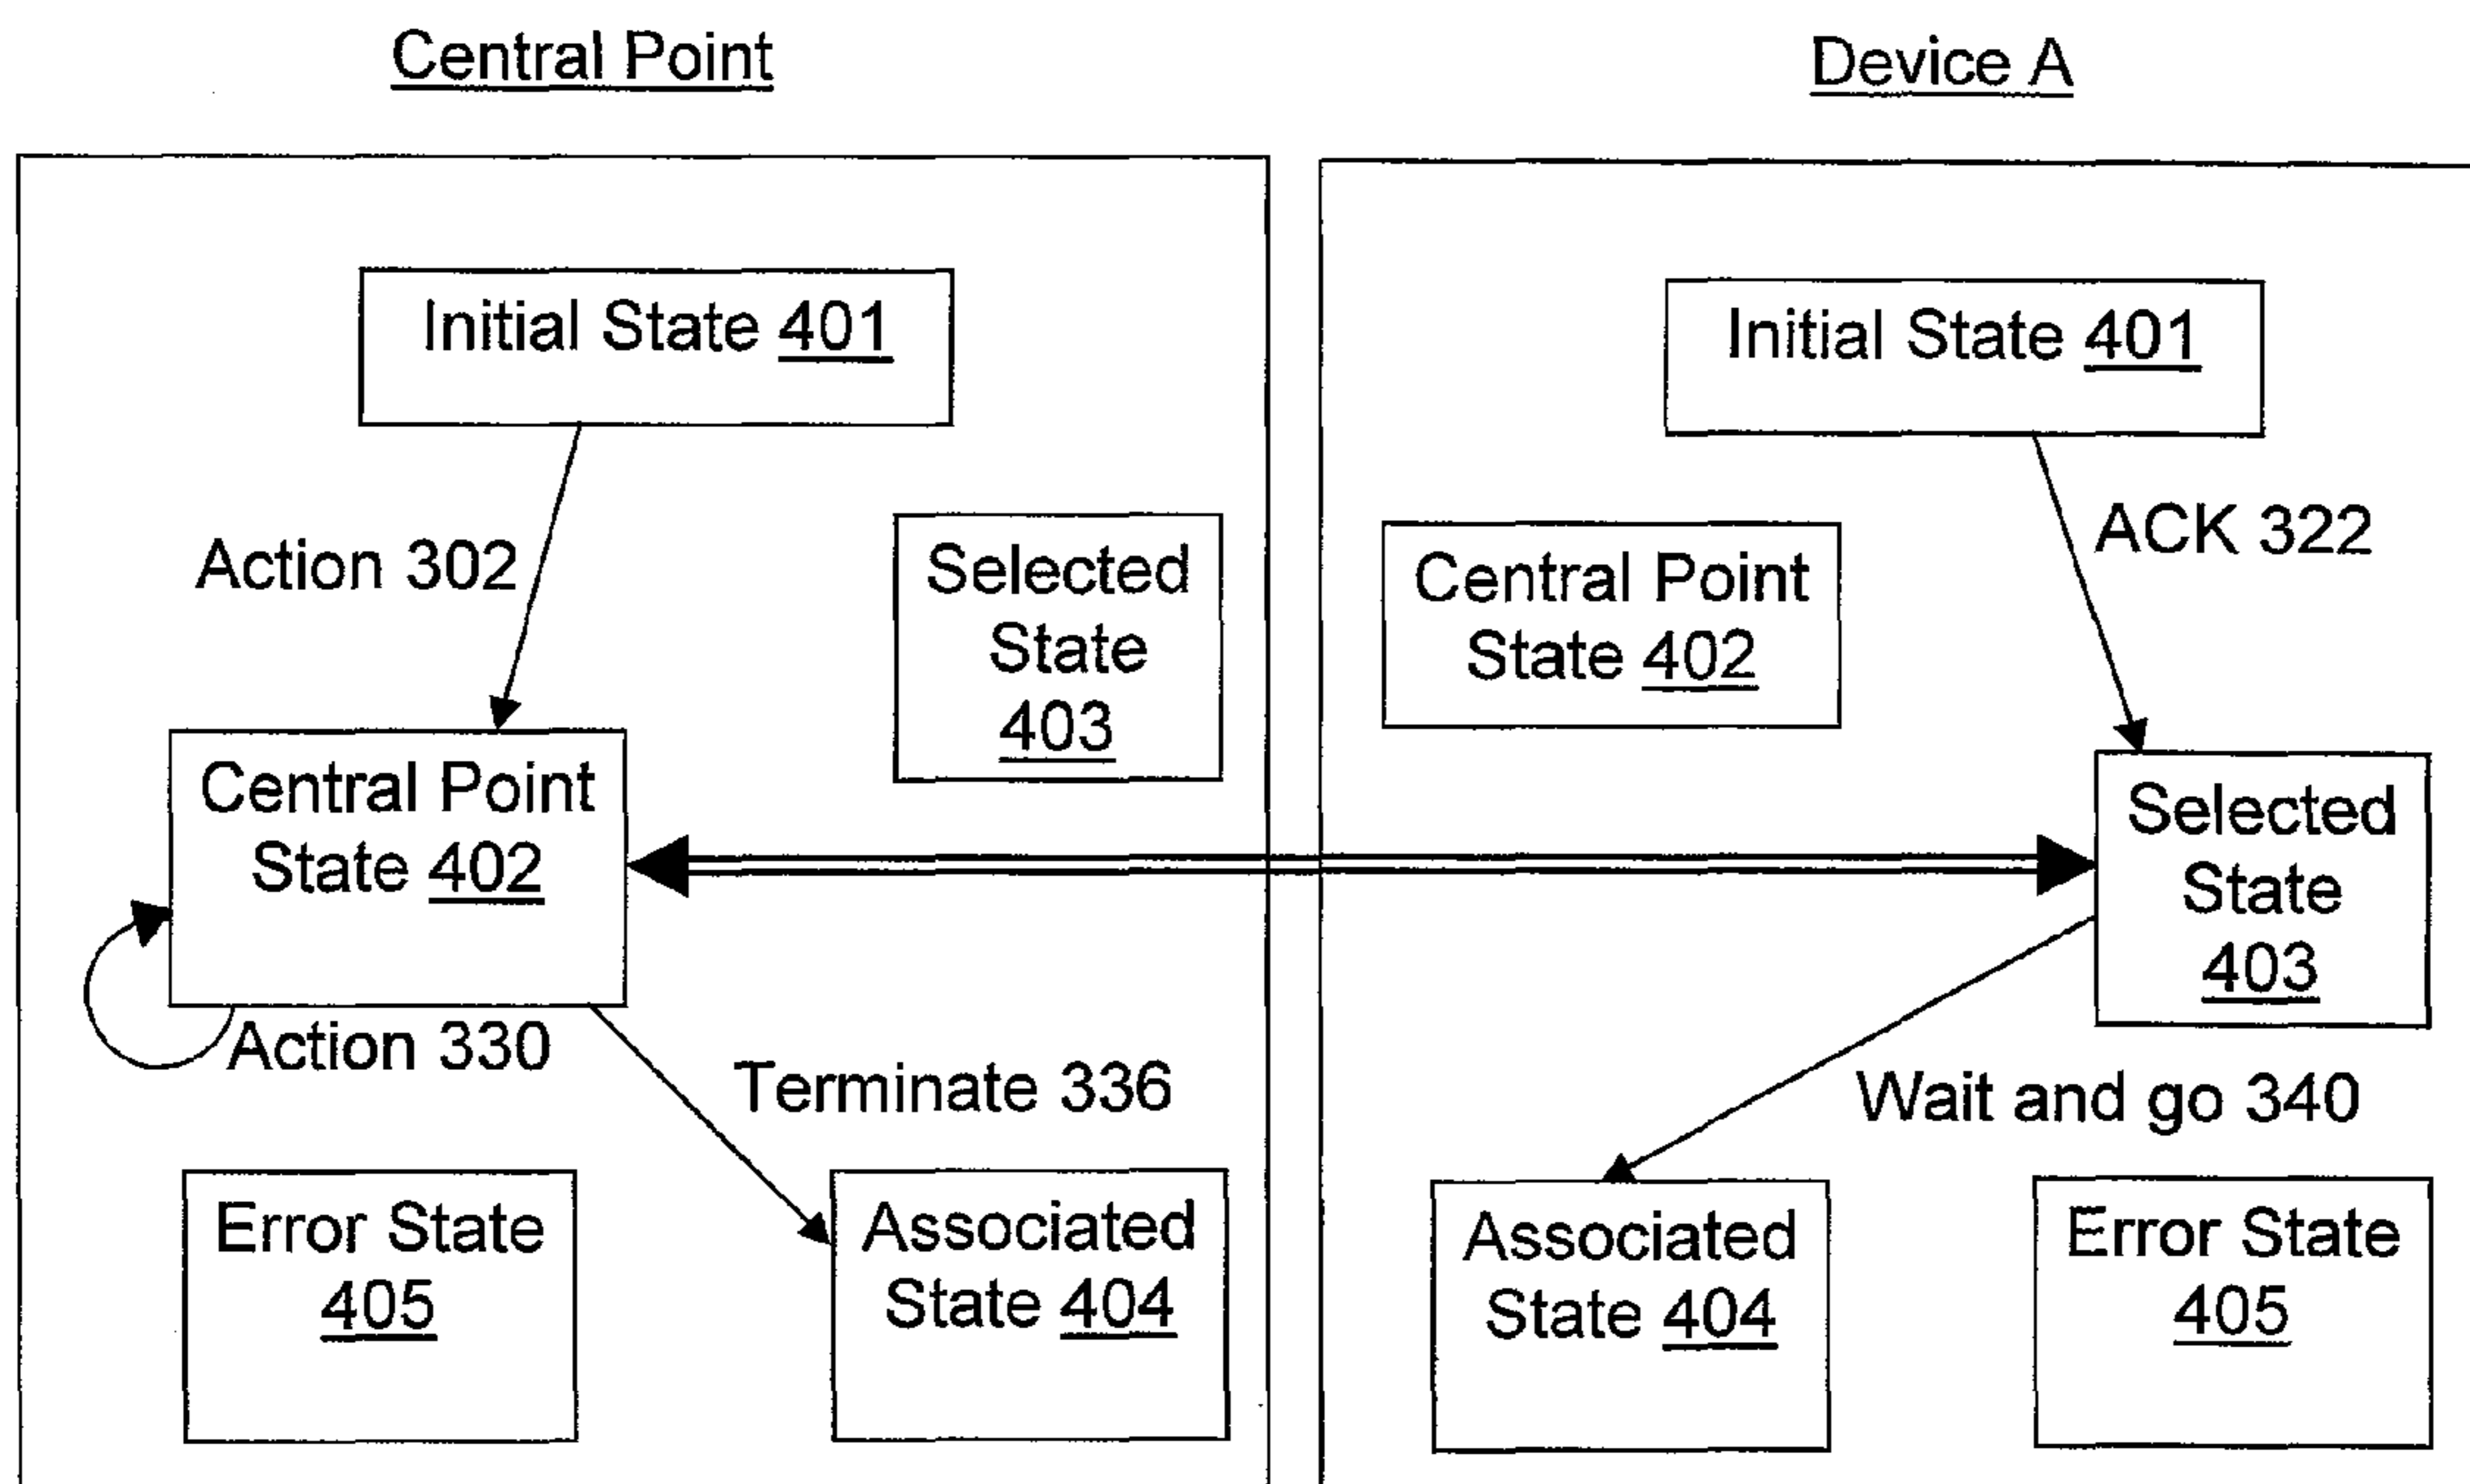 Central Point
Device A
Initial State 401
Initial State 401
Action 302
Selected
State
403
Central Point
State 402
ACK 322
Central Point
State 402
Selected
State
403
Action 330
Terminate 336
Wait and go 340
Error State
405
Associated
State 404
Associated
State 404
Error State
405